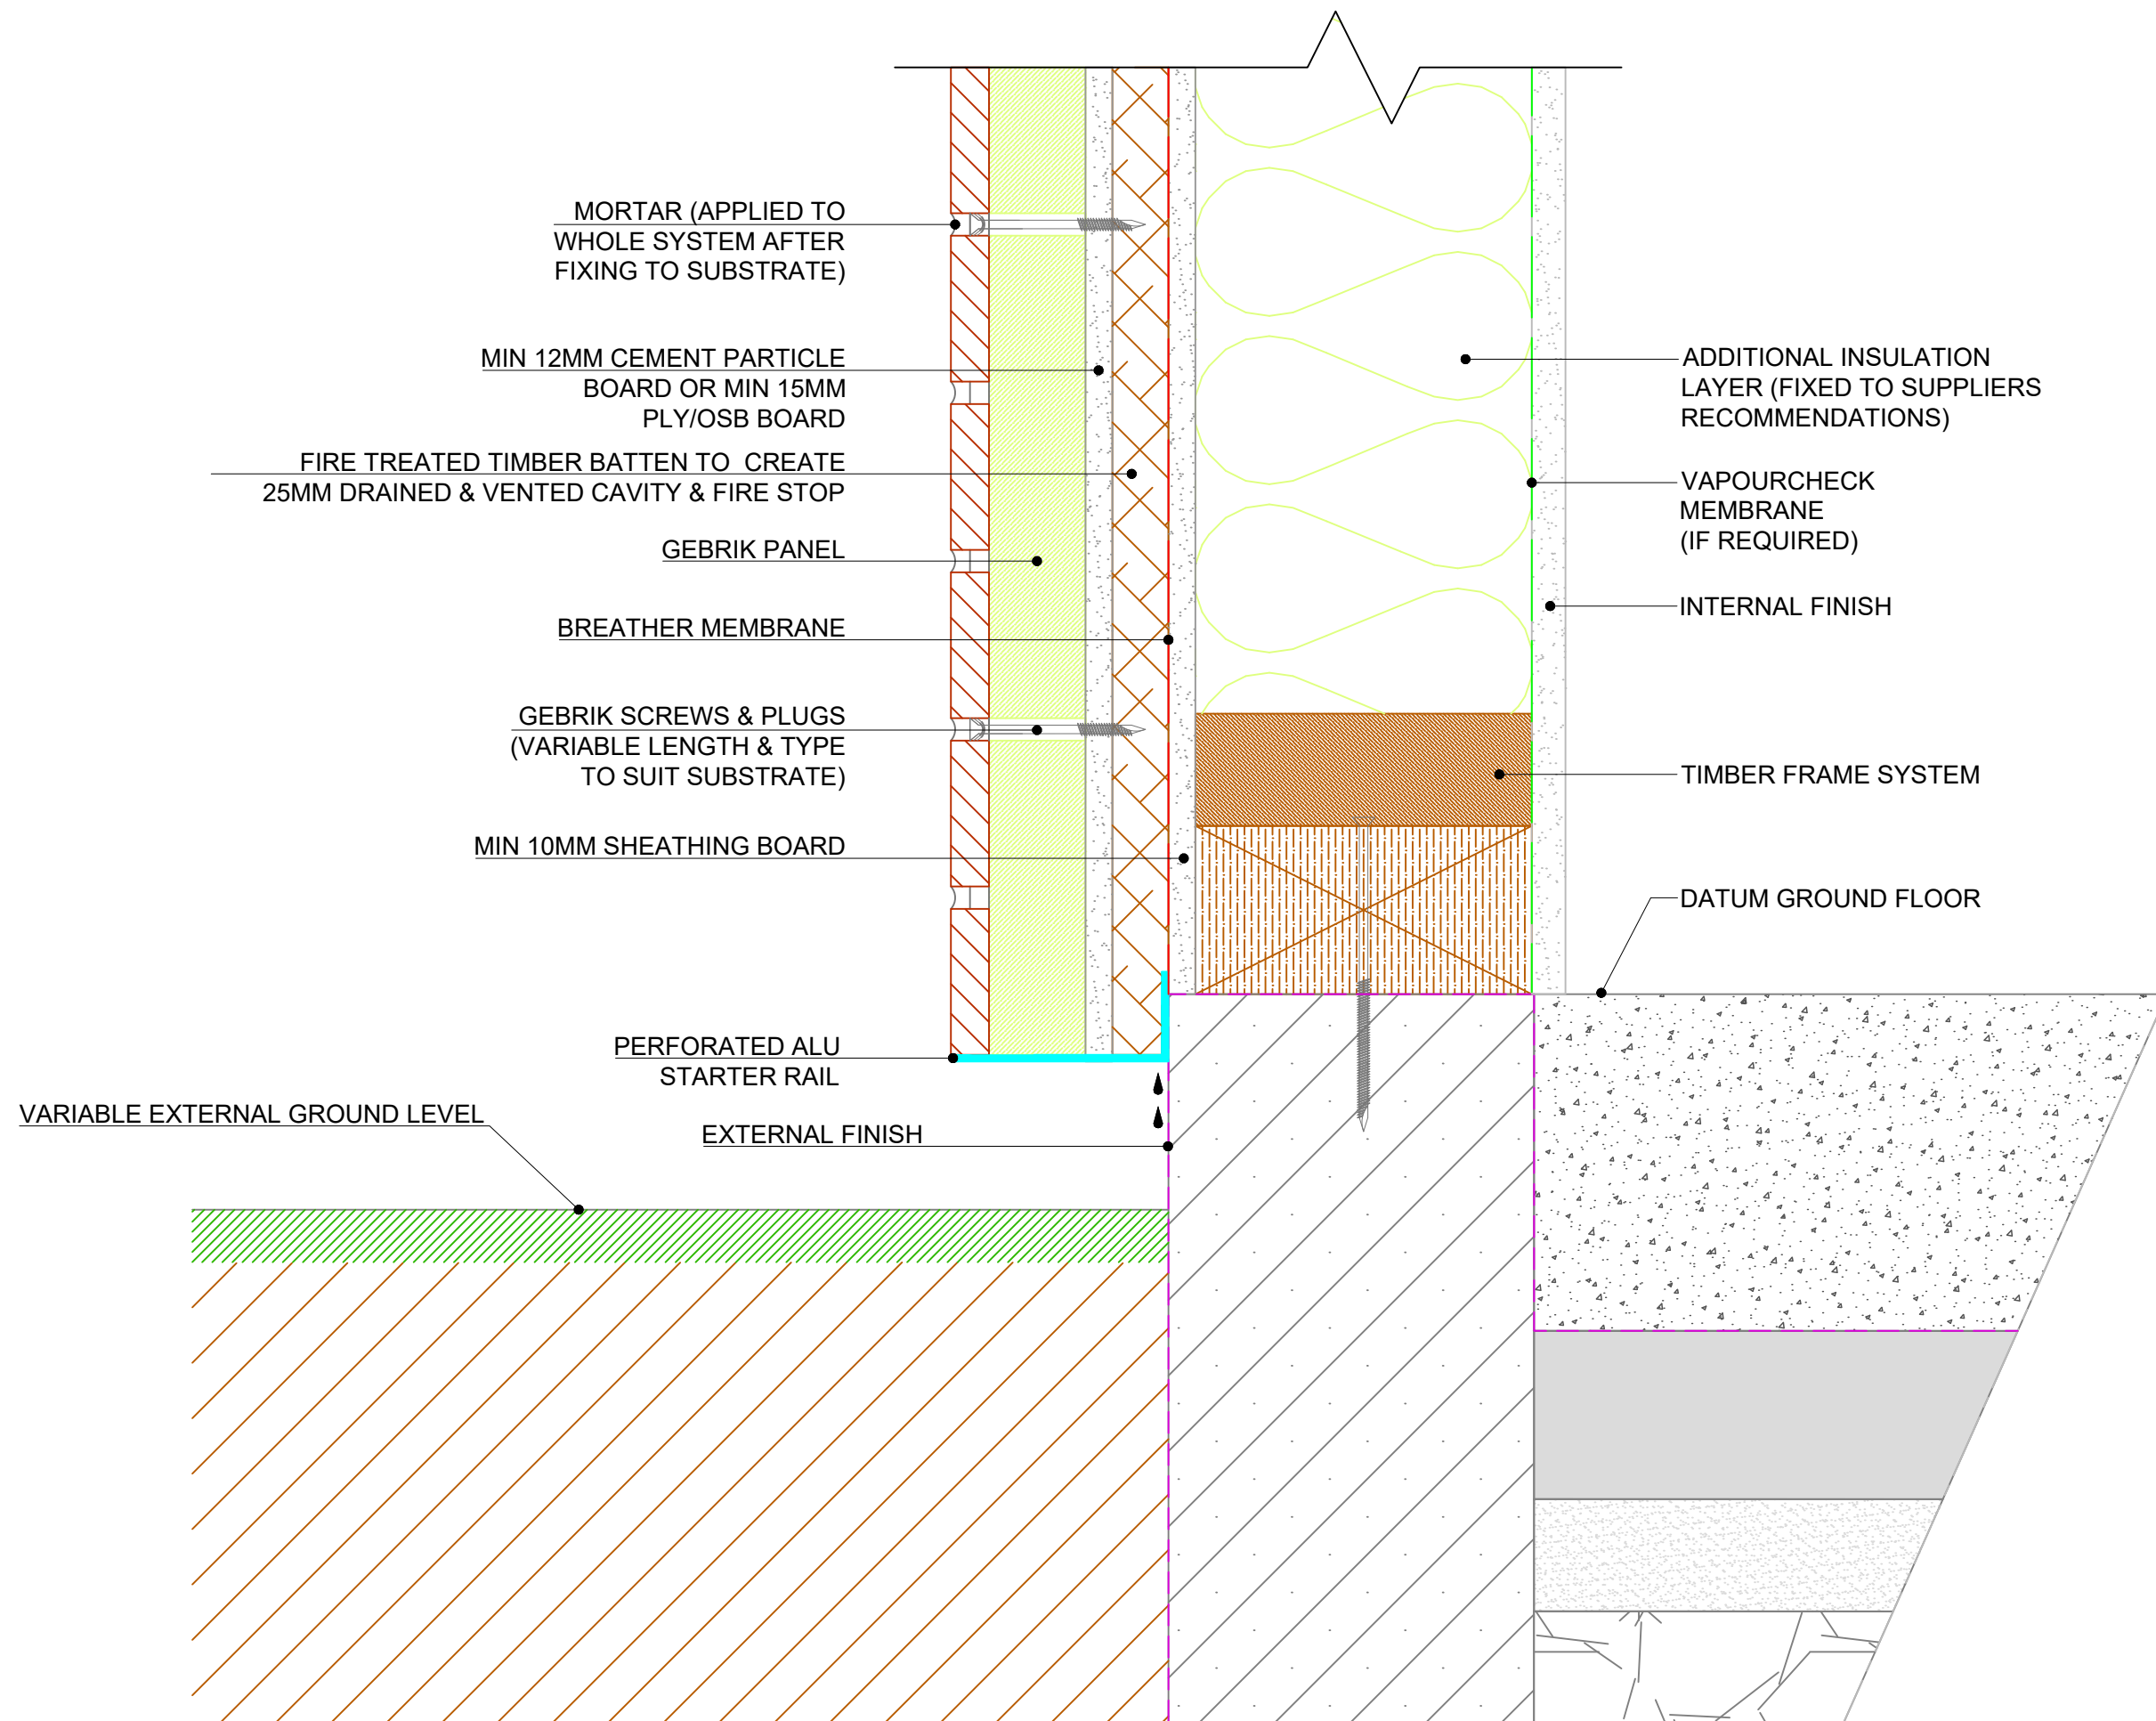 MORTAR (APPLIED TO
WHOLE SYSTEM AFTER
FIXING TO SUBSTRATE)
MIN 12MM CEMENT PARTICLE
BOARD OR MIN 15MM
PLY/OSB BOARD
FIRE TREATED TIMBER BATTEN TO CREATE
25MM DRAINED & VENTED CAVITY & FIRE STOP
GEBRIK PANEL
BREATHER MEMBRANE
GEBRIK SCREWS & PLUGS
(VARIABLE LENGTH & TYPE
TO SUIT SUBSTRATE)
MIN 10MM SHEATHING BOARD
PERFORATED ALU
STARTER RAIL
VARIABLE EXTERNAL GROUND LEVEL
EXTERNAL FINISH
ADDITIONAL INSULATION
LAYER (FIXED TO SUPPLIERS
RECOMMENDATIONS)
VAPOURCHECK
MEMBRANE
(IF REQUIRED)
INTERNAL FINISH
TIMBER FRAME SYSTEM
DATUM GROUND FLOOR